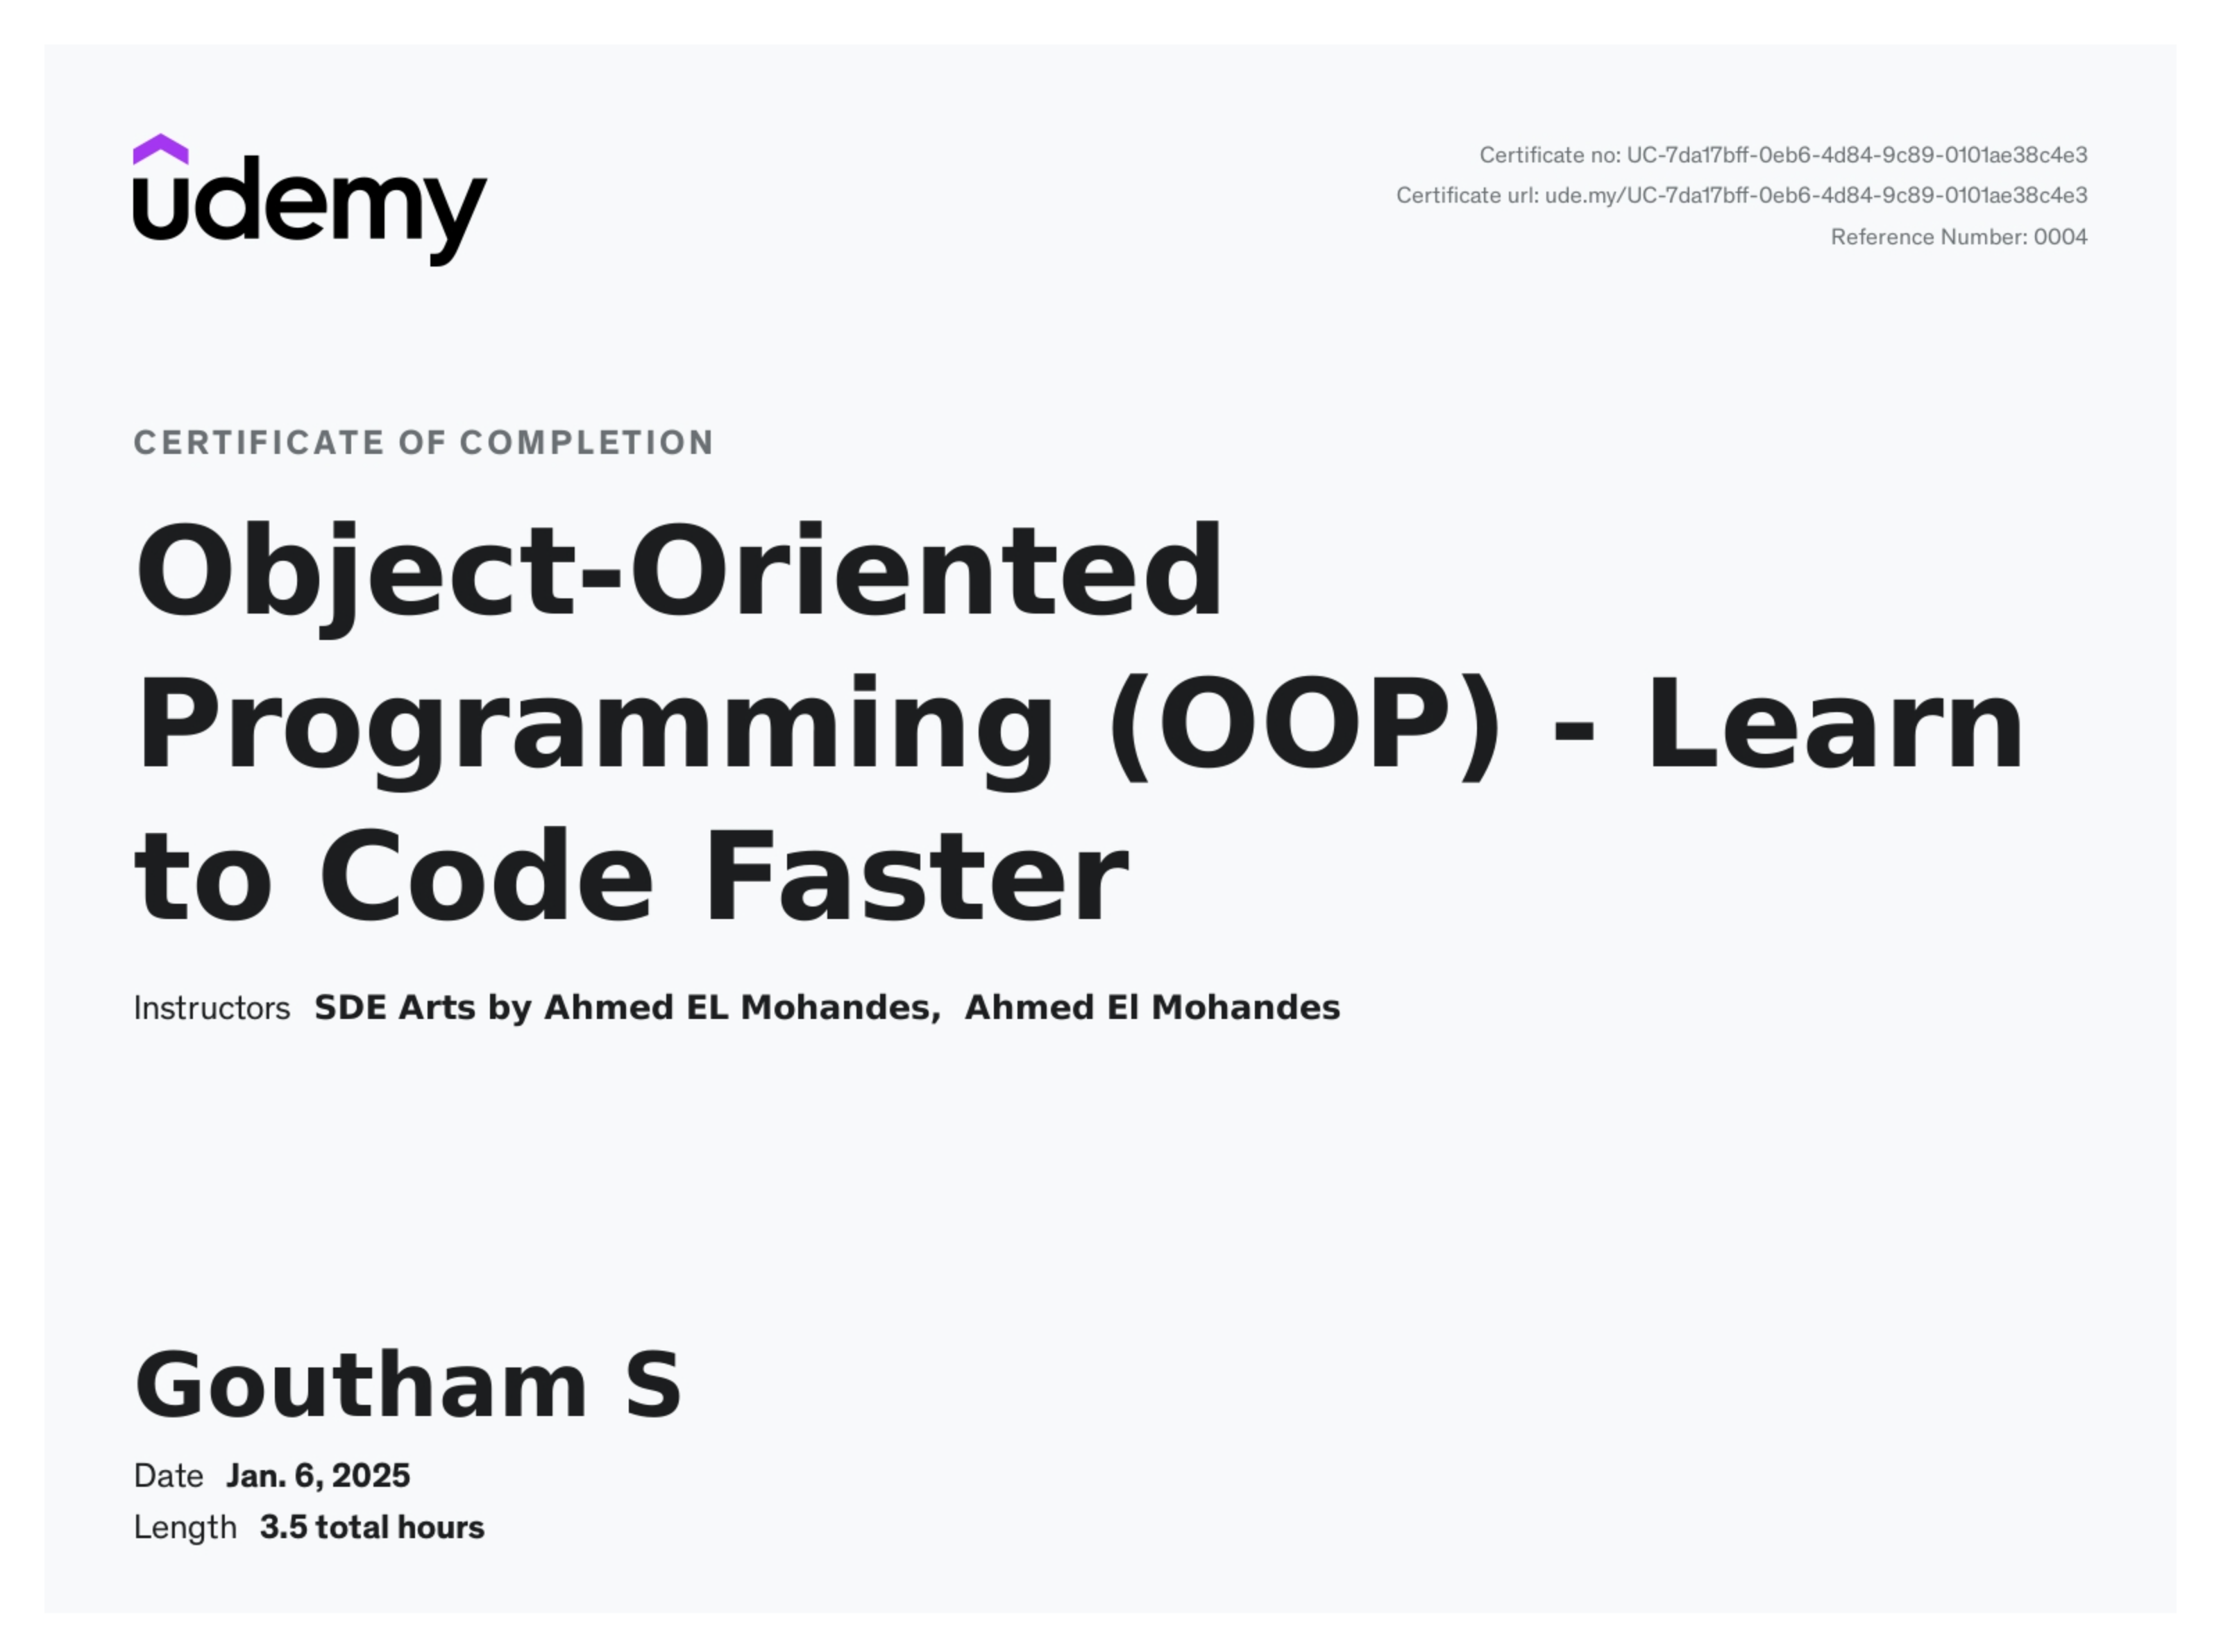 udemy
Certificate no: UC-7da17bff-0eb6-4d84-9c89-0101ae38c4e3
Certificate url: ude.my/UC-7da17bff-0eb6-4d84-9c89-0101ae38c4e3
Reference Number: 0004
CERTIFICATE OF COMPLETION
Object-Oriented
Programming (OOP) - Learn
to Code Faster
Instructors SDE Arts by Ahmed EL Mohandes, Ahmed El Mohandes
Goutham S
Date Jan. 6, 2025
Length 3.5 total hours